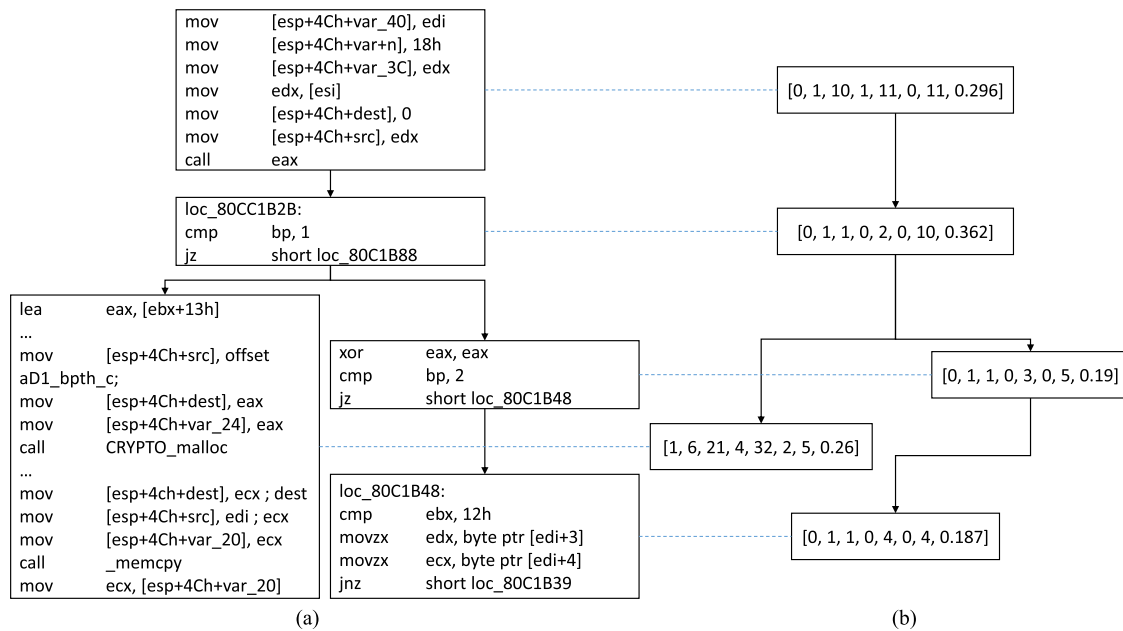 mov [esp+4Ch+var_40], edi
mov [esp+4Ch+var+n], 18h
mov [esp+4Ch+var_3C], edx
mov edx, [esi]
mov [esp+4Ch+dest], 0
mov [esp+4Ch+src], edx
call eax
loc_80CC1B2B:
cmp bp, 1
jz short loc_80C1B88
lea eax, [ebx+13h]
...
mov [esp+4Ch+src], offset
aD1_bpth_c;
mov [esp+4Ch+dest], eax
mov [esp+4Ch+var_24], eax
call CRYPTO_malloc
...
mov [esp+4ch+dest], ecx ; dest
mov [esp+4Ch+src], edi ; ecx
mov [esp+4Ch+var_20], ecx
call _memcpy
mov ecx, [esp+4Ch+var_20]
xor eax, eax
cmp bp, 2
jz short loc_80C1B48
loc_80C1B48:
cmp ebx, 12h
movzx edx, byte ptr [edi+3]
movzx ecx, byte ptr [edi+4]
jnz short loc_80C1B39
(a)
[0, 1, 10, 1, 11, 0, 11, 0.296]
[0, 1, 1, 0, 2, 0, 10, 0.362]
[0, 1, 1, 0, 3, 0, 5, 0.19]
[1, 6, 21, 4, 32, 2, 5, 0.26]
[0, 1, 1, 0, 4, 0, 4, 0.187]
(b)